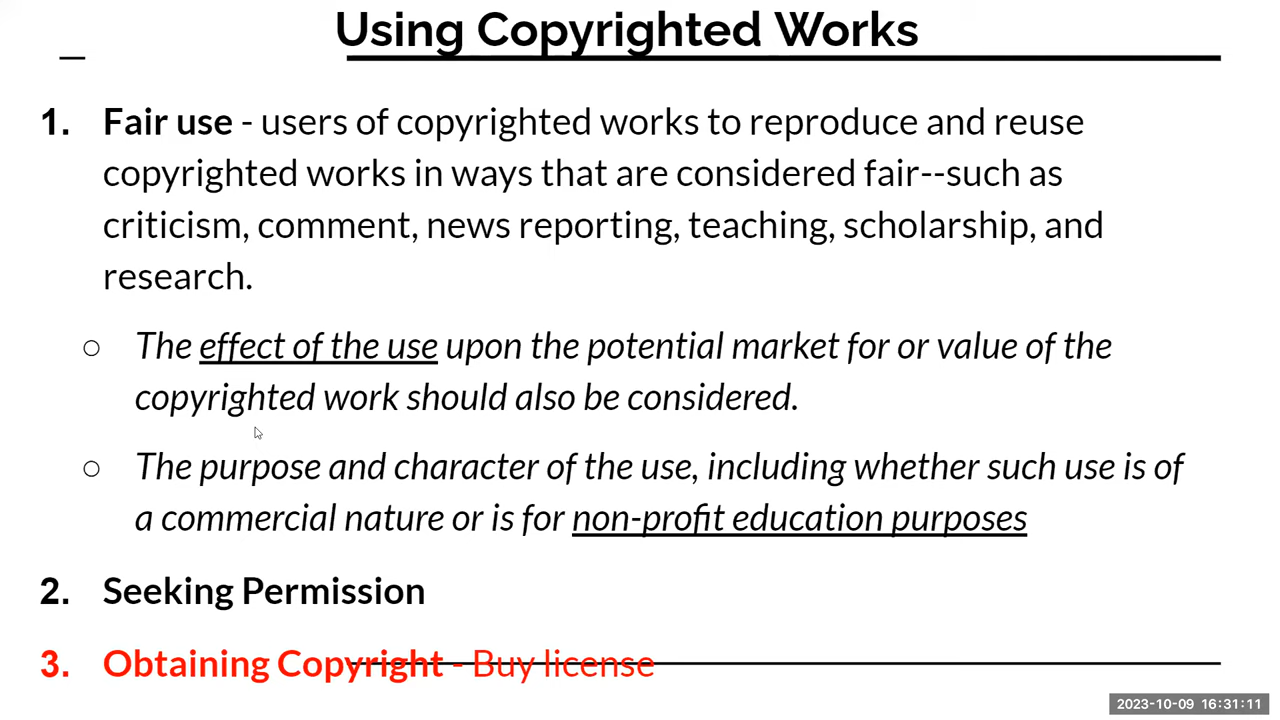 Using Copyrighted Works
1. Fair use - users of copyrighted works to reproduce and reuse
copyrighted works in ways that are considered fair--such as
criticism, comment, news reporting, teaching, scholarship, and
research.
○ The effect of the use upon the potential market for or value of the
copyrighted work should also be considered.
○ The purpose and character of the use, including whether such use is of
a commercial nature or is for non-profit education purposes
2. Seeking Permission
3. Obtaining Copyright - Buy license
2023-10-09 16:31:11